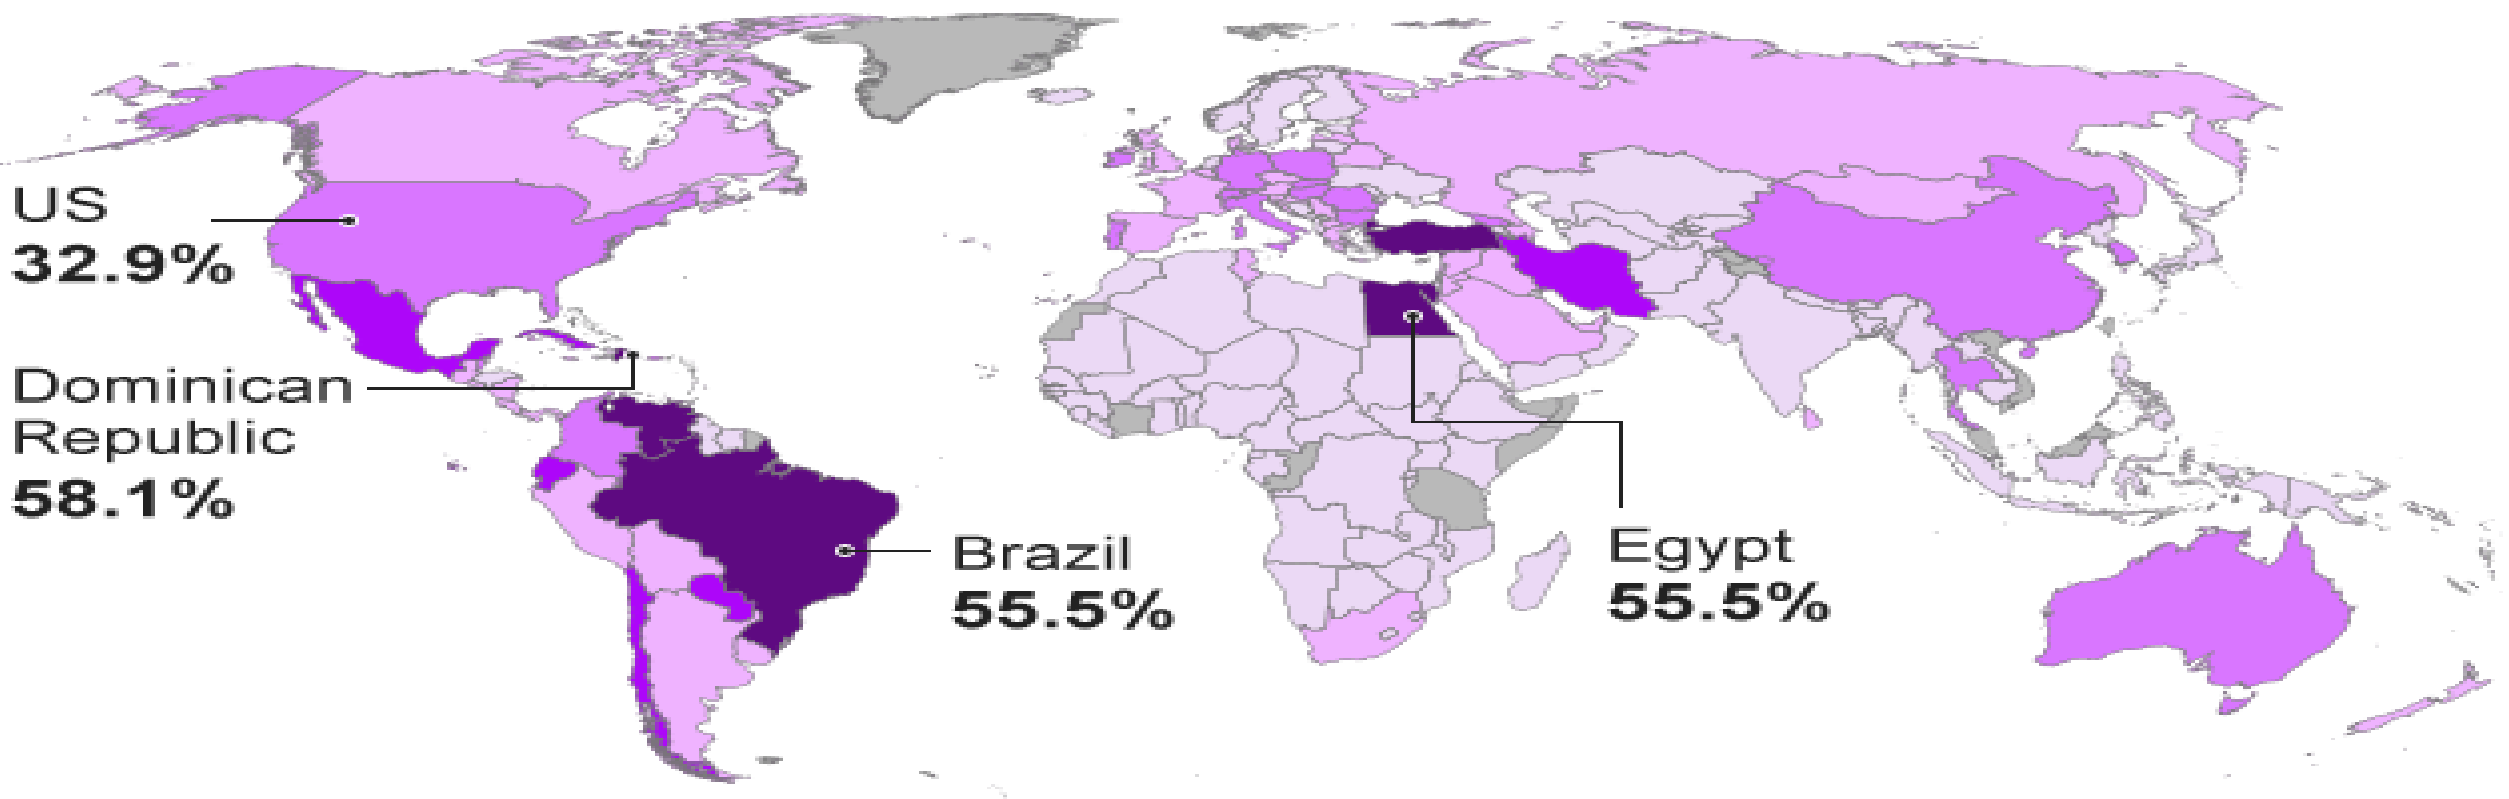 US
32.9%
Dominican
Republic
58.1%
Brazil
55.5%
Egypt
55.5%